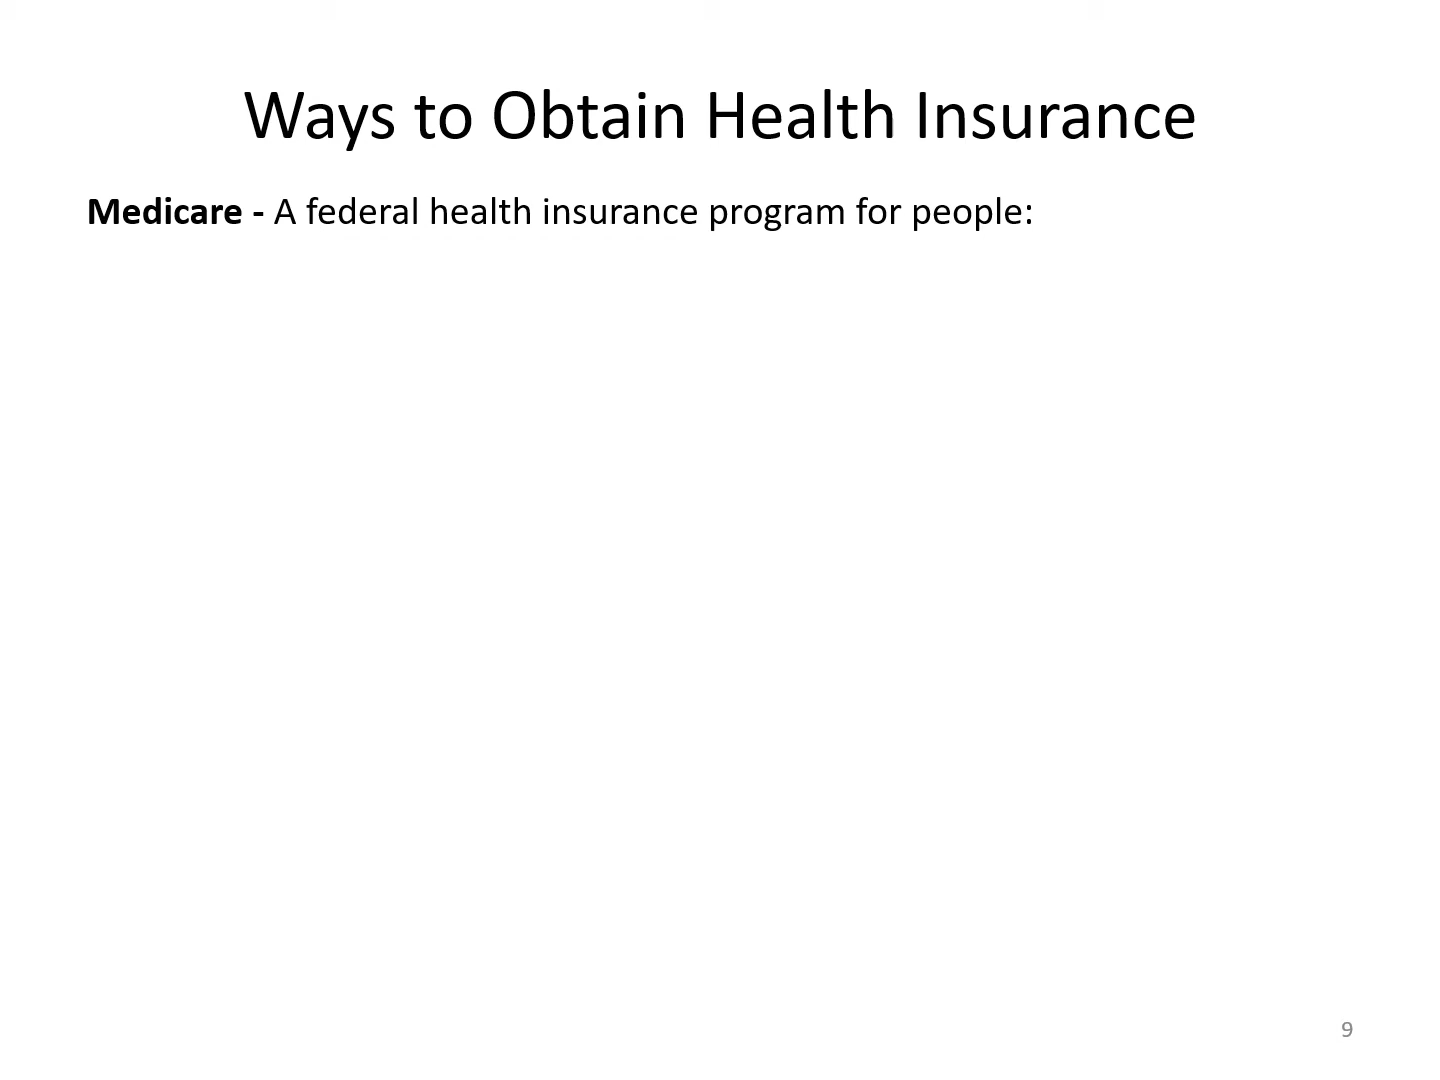 Ways to Obtain Health Insurance
Medicare - A federal health insurance program for people:
9